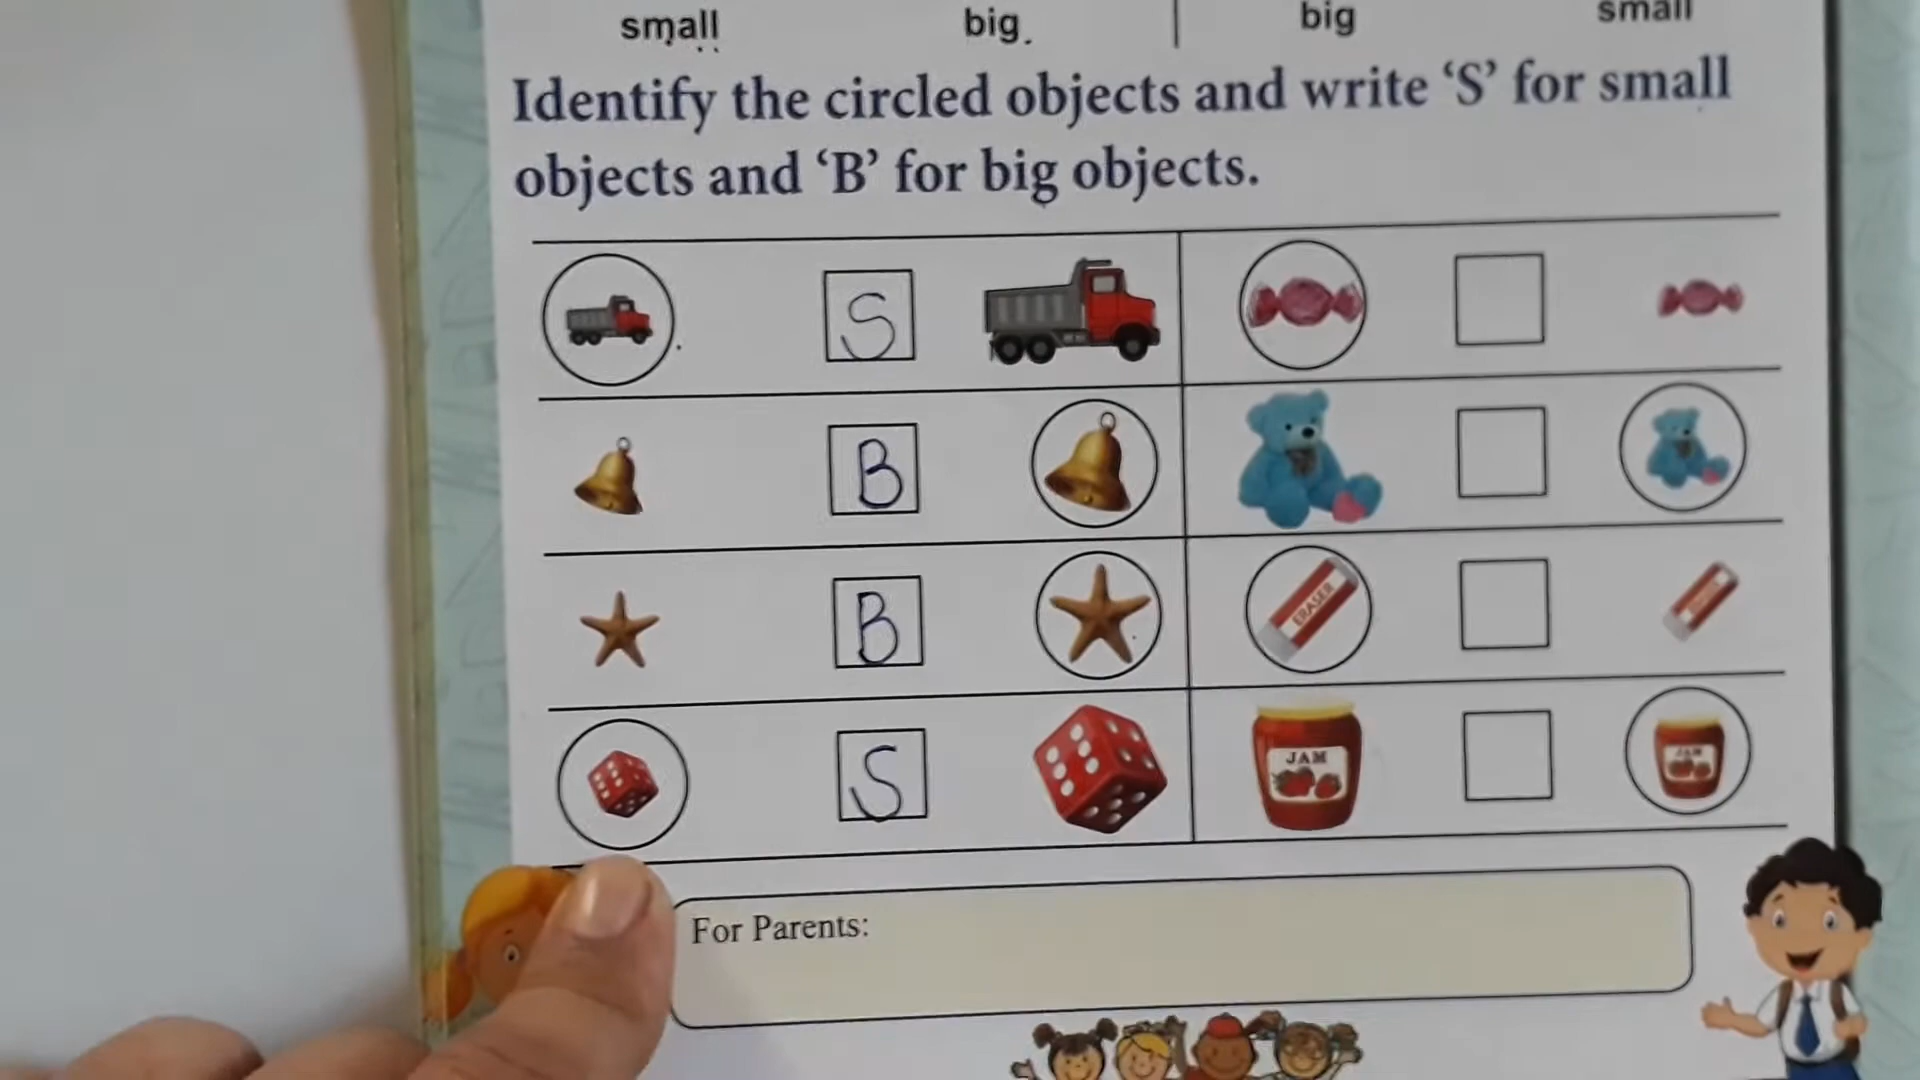 small big. big small
Identify the circled objects and write ‘S’ for small
objects and ‘B’ for big objects.
S
B
B
ERASER
S
JAM
JAM
For Parents: